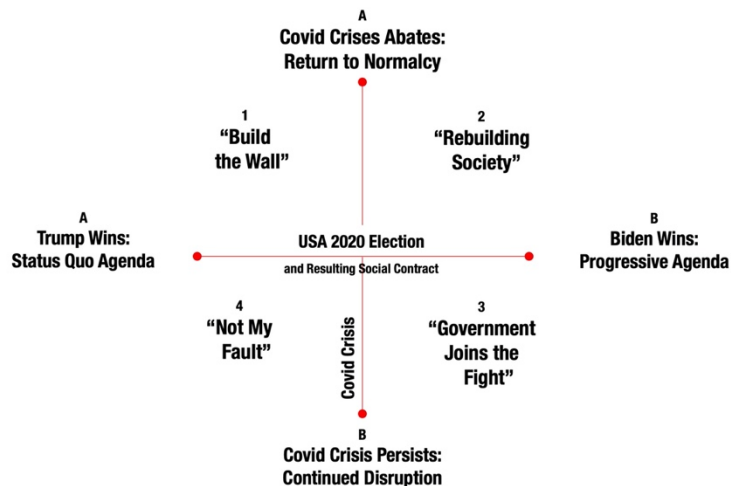 A
Covid Crises Abates:
Return to Normalcy
1
“Build
the Wall”
2
“Rebuilding
Society”
A
Trump Wins:
Status Quo Agenda
USA 2020 Election
and Resulting Social Contract
B
Biden Wins:
Progressive Agenda
4
“Not My
Fault”
Covid Crisis
3
“Government
Joins the
Fight”
B
Covid Crisis Persists:
Continued Disruption